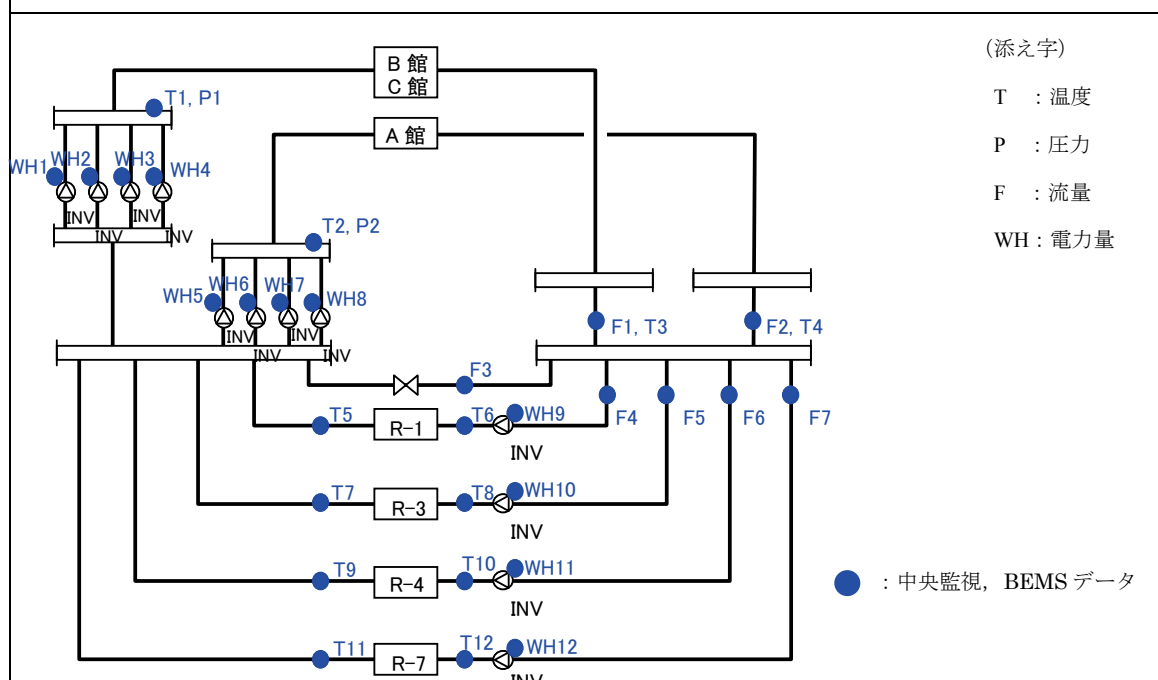 B 館
C 館
(添え字)
T1, P1
T : 温度
A 館
P : 圧力
WH1
WH2
WH3
WH4
F : 流量
INV
INV
INV
INV
T2, P2
WH : 電力量
WH5
WH6
WH7
WH8
F1, T3
F2, T4
INV
INV
INV
INV
F3
T5
R-1
T6
WH9
F4
F5
F6
F7
INV
T7
R-3
T8
WH10
INV
T9
R-4
T10
WH11
: 中央監視, BEMS データ
INV
T11
R-7
T12
WH12
INV